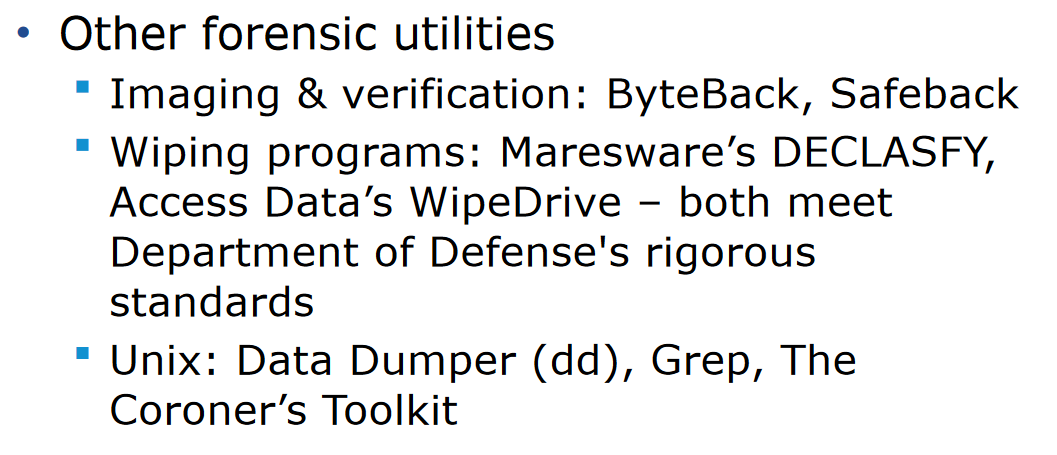 • Other forensic utilities
▪ Imaging & verification: ByteBack, Safeback
▪ Wiping programs: Maresware’s DECLASFY,
Access Data’s WipeDrive – both meet
Department of Defense's rigorous
standards
▪ Unix: Data Dumper (dd), Grep, The
Coroner’s Toolkit